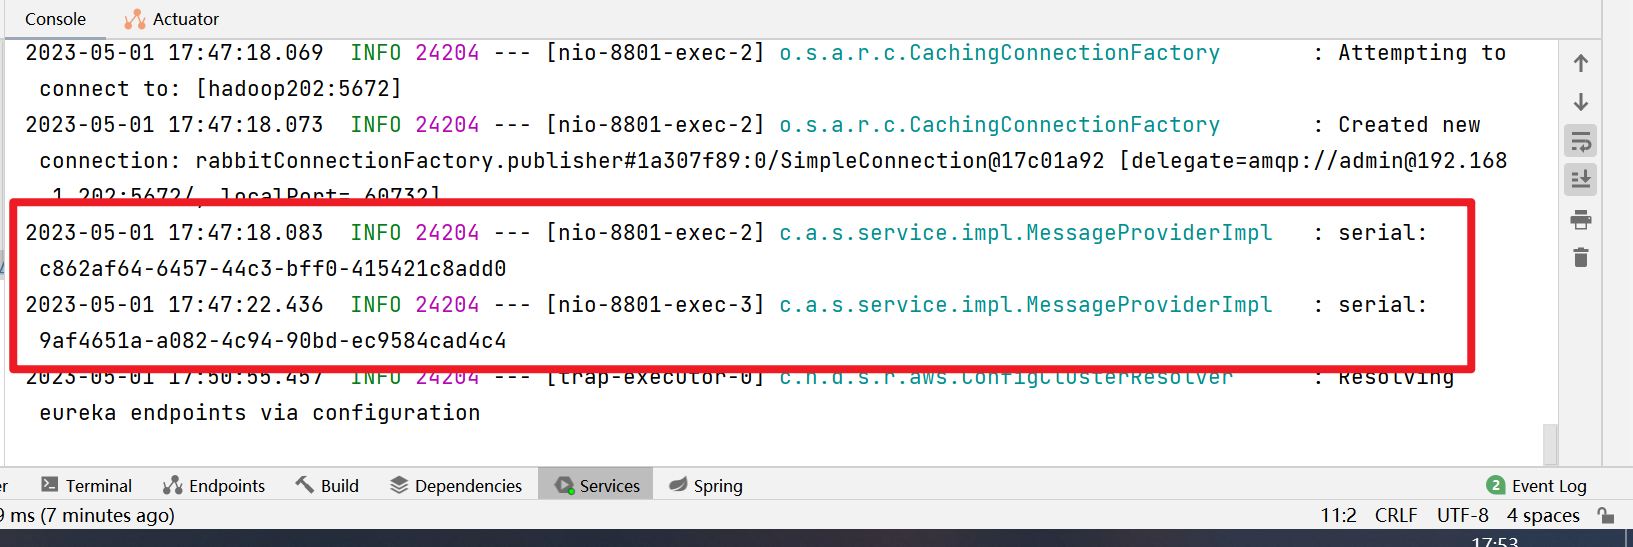 Console Actuator
2023-05-01 17:47:18.069  INFO 24204 --- [nio-8801-exec-2] o.s.a.r.c.CachingConnectionFactory       : Attempting to
connect to: [hadoop202:5672]
2023-05-01 17:47:18.073  INFO 24204 --- [nio-8801-exec-2] o.s.a.r.c.CachingConnectionFactory       : Created new
connection: rabbitConnectionFactory.publisher#1a307f89:0/SimpleConnection@17c01a92 [delegate=amqp://admin@192.168
.1.202:5672/, localPort= 60732]
2023-05-01 17:47:18.083  INFO 24204 --- [nio-8801-exec-2] c.a.s.service.impl.MessageProviderImpl   : serial:
c862af64-6457-44c3-bff0-415421c8add0
2023-05-01 17:47:22.436  INFO 24204 --- [nio-8801-exec-3] c.a.s.service.impl.MessageProviderImpl   : serial:
9af4651a-a082-4c94-90bd-ec9584cad4c4
2023-05-01 17:50:55.457  INFO 24204 --- [trap-executor-0] c.n.d.s.r.aws.ConfigClusterResolver      : Resolving
eureka endpoints via configuration
Terminal Endpoints Build Dependencies Services Spring 2 Event Log
9 ms (7 minutes ago) 11:2 CRLF UTF-8 4 spaces
17:53